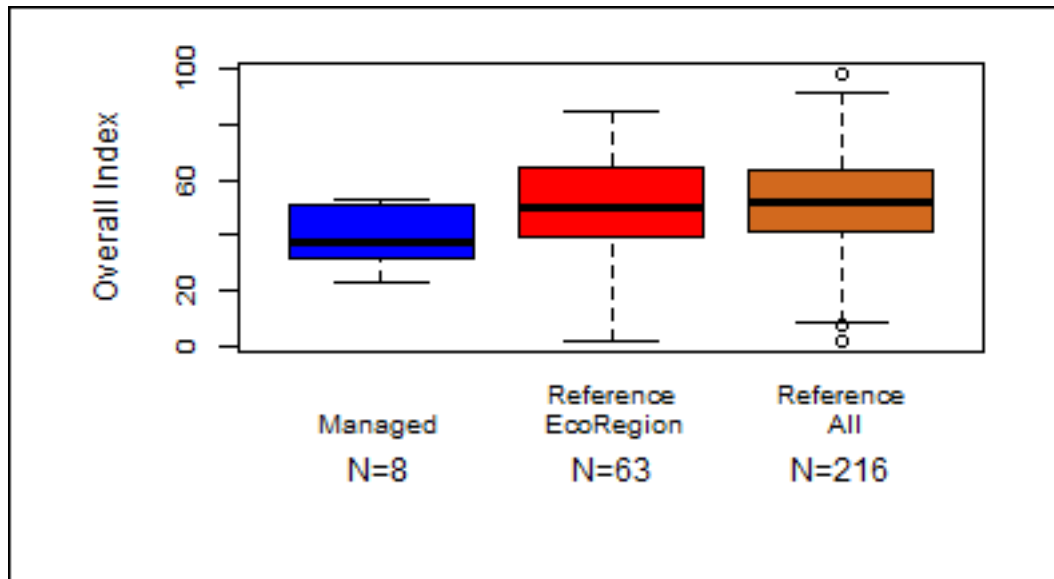 Overall Index
100
60
20
0
Reference
EcoRegion
Reference
All
Managed
N=8
N=63
N=216